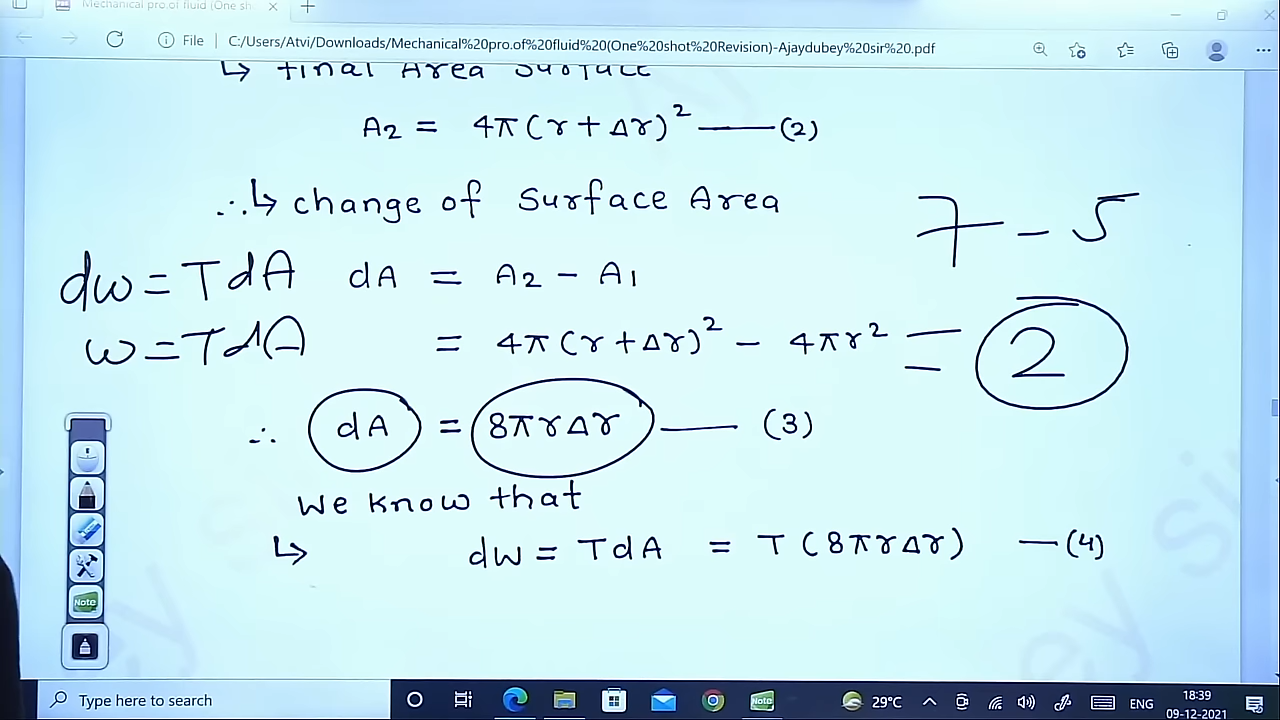 Mechanical pro.of fluid (One sh
File | C:/Users/Atvi/Downloads/Mechanical%20pro.of%20fluid%20(One%20shot%20Revision)-Ajaydubey%20sir%20.pdf
↳ final Area Surface
A2 = 4π(r+Δr)² —— (2)
∴ ↳ change of Surface Area
7 - 5
dw = TdA dA = A2 - A1
w = TdA = 4π(r+Δr)² - 4πr² = 2
∴ dA = 8πrΔr —— (3)
We know that
↳ dw = TdA = T(8πrΔr) —(4)
Note
Type here to search
Note
29°C
ENG
18:39
09-12-2021